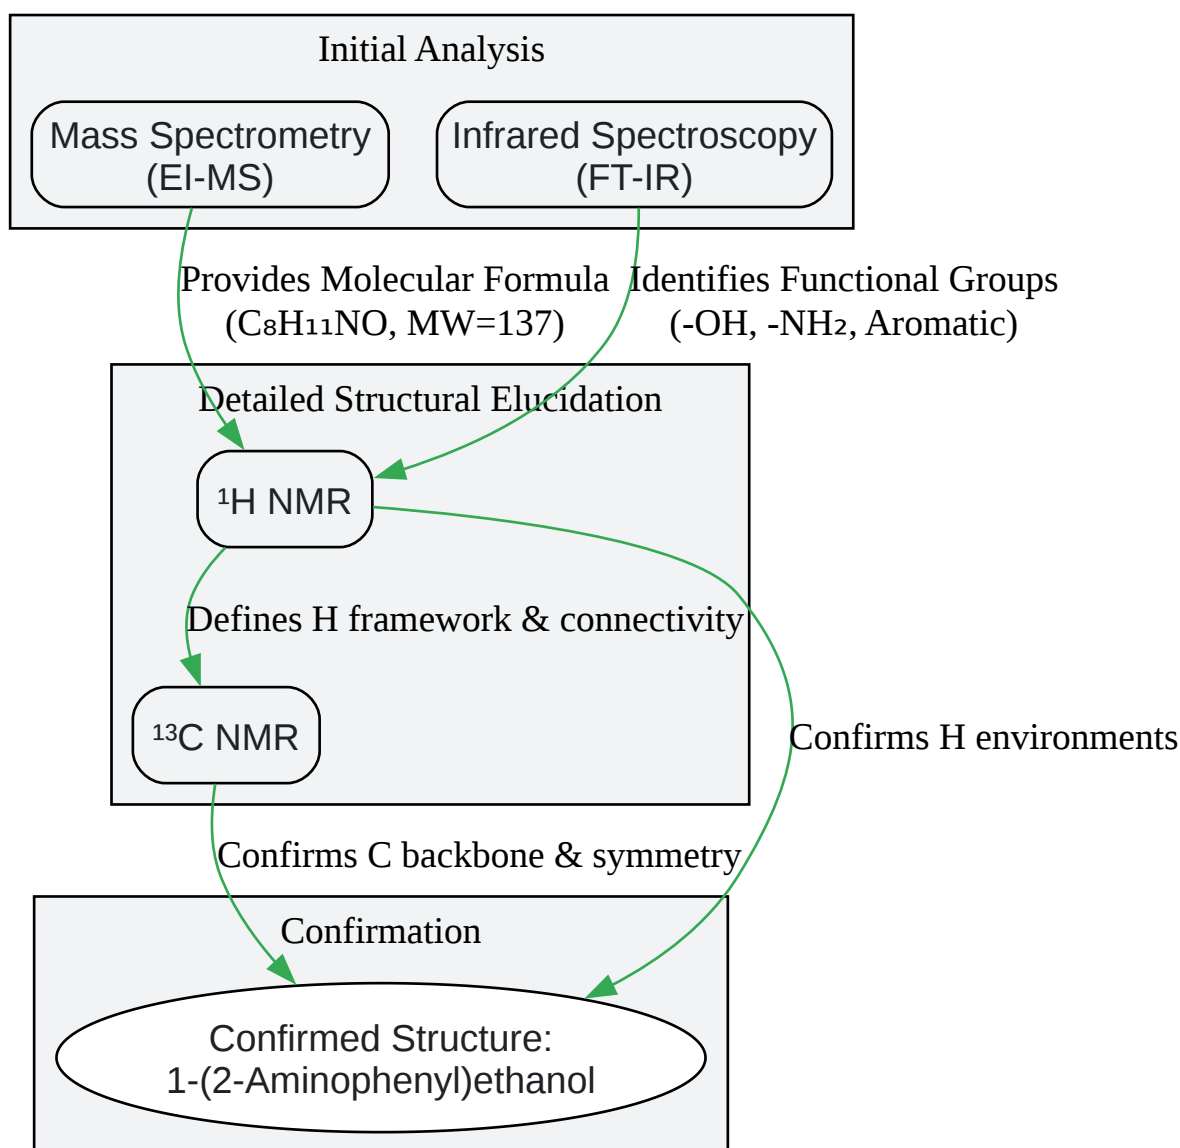 Initial Analysis
Mass Spectrometry
(EI-MS)
Infrared Spectroscopy
(FT-IR)
Provides Molecular Formula
(C₈H₁₁NO, MW=137)
Identifies Functional Groups
(-OH, -NH₂, Aromatic)
Detailed Structural Elucidation
¹H NMR
Defines H framework & connectivity
¹³C NMR
Confirms H environments
Confirms C backbone & symmetry
Confirmation
Confirmed Structure:
1-(2-Aminophenyl)ethanol